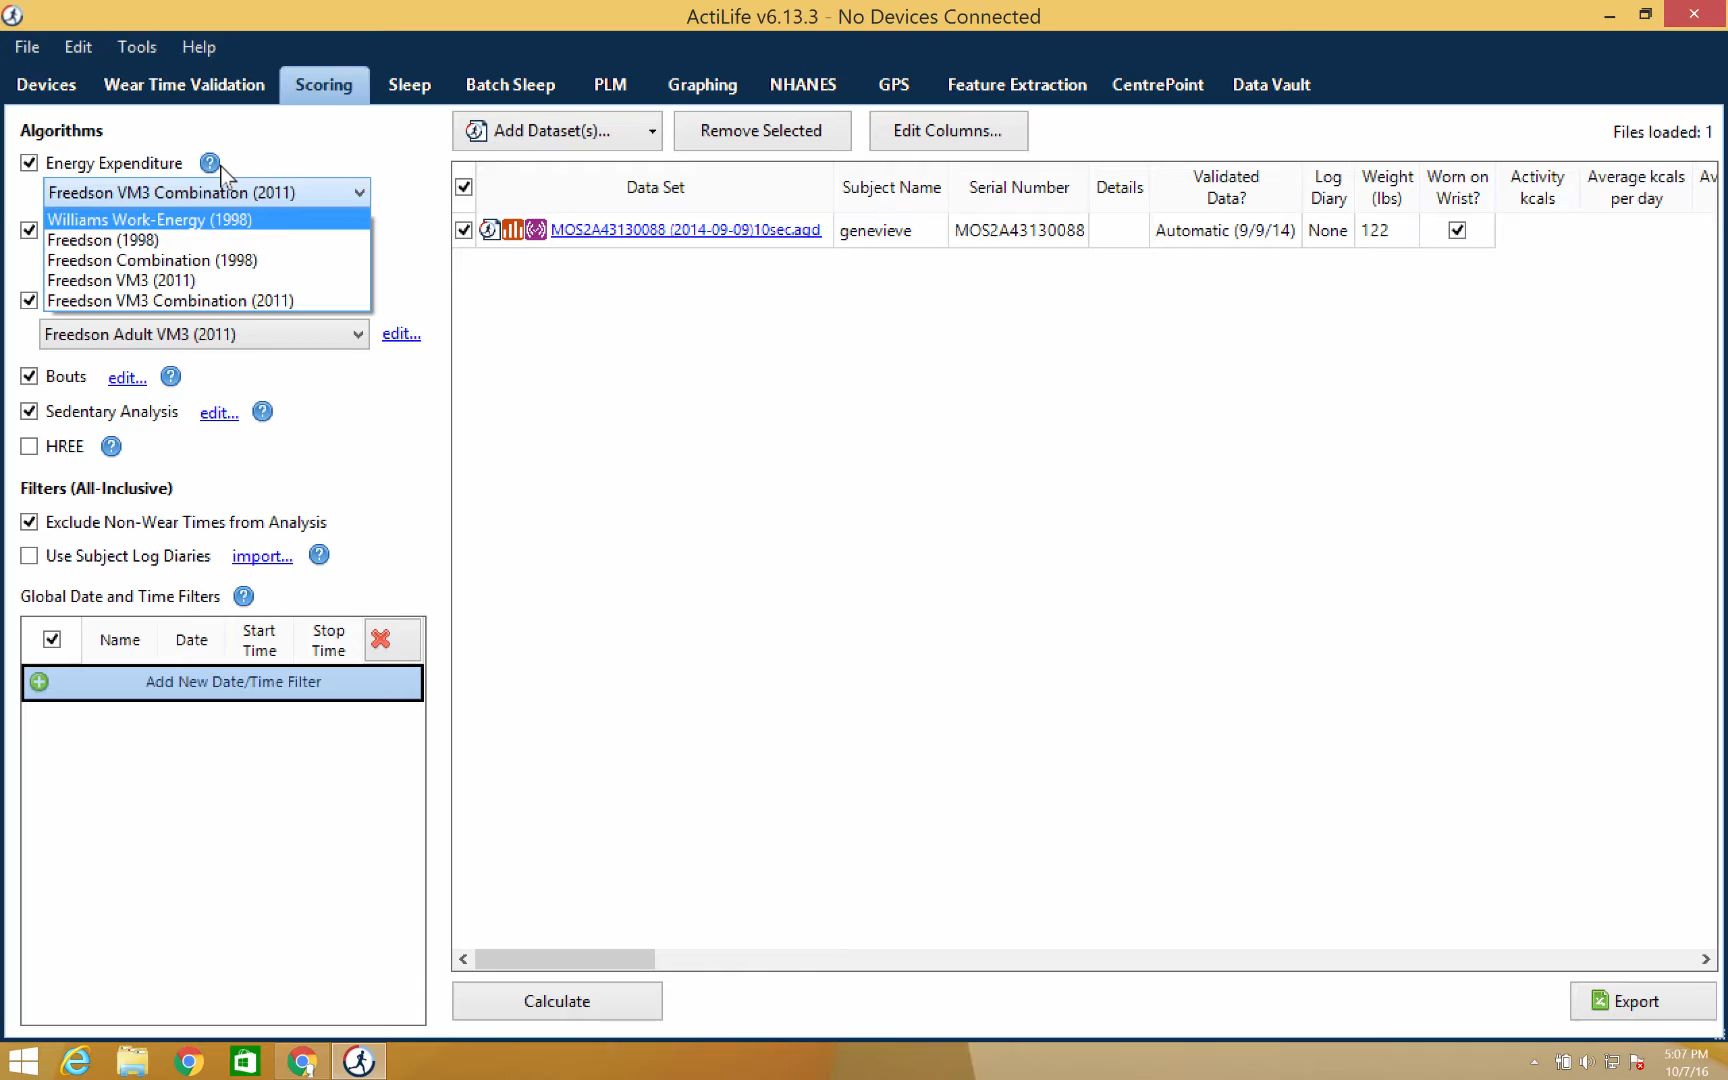 ActiLife v6.13.3 - No Devices Connected
File Edit Tools Help
Devices Wear Time Validation Scoring Sleep Batch Sleep PLM Graphing NHANES GPS Feature Extraction CentrePoint Data Vault
Algorithms
Energy Expenditure ?
Freedson VM3 Combination (2011)
Williams Work-Energy (1998)
Freedson (1998)
Freedson Combination (1998)
Freedson VM3 (2011)
Freedson VM3 Combination (2011)
Freedson Adult VM3 (2011) edit...
Bouts edit... ?
Sedentary Analysis edit... ?
HREE ?
Filters (All-Inclusive)
Exclude Non-Wear Times from Analysis
Use Subject Log Diaries import... ?
Global Date and Time Filters ?
Name Date Start Time Stop Time
Add New Date/Time Filter
Add Dataset(s)... Remove Selected Edit Columns... Files loaded: 1
Data Set Subject Name Serial Number Details Validated Data? Log Diary Weight (lbs) Worn on Wrist? Activity kcals Average kcals per day Av
MOS2A43130088 (2014-09-09)10sec.agd genevieve MOS2A43130088 Automatic (9/9/14) None 122
Calculate Export
5:07 PM
10/7/16